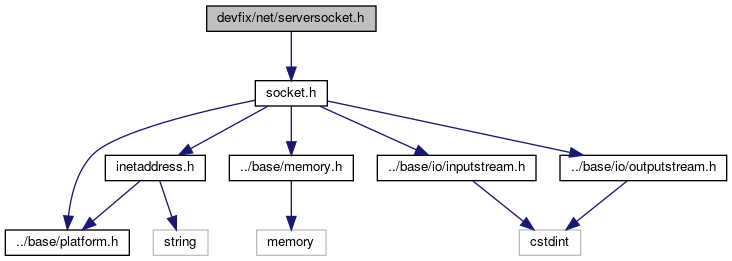 devfix/net/serversocket.h
socket.h
inetaddress.h
../base/memory.h
../base/io/inputstream.h
../base/io/outputstream.h
../base/platform.h
string
memory
cstdint